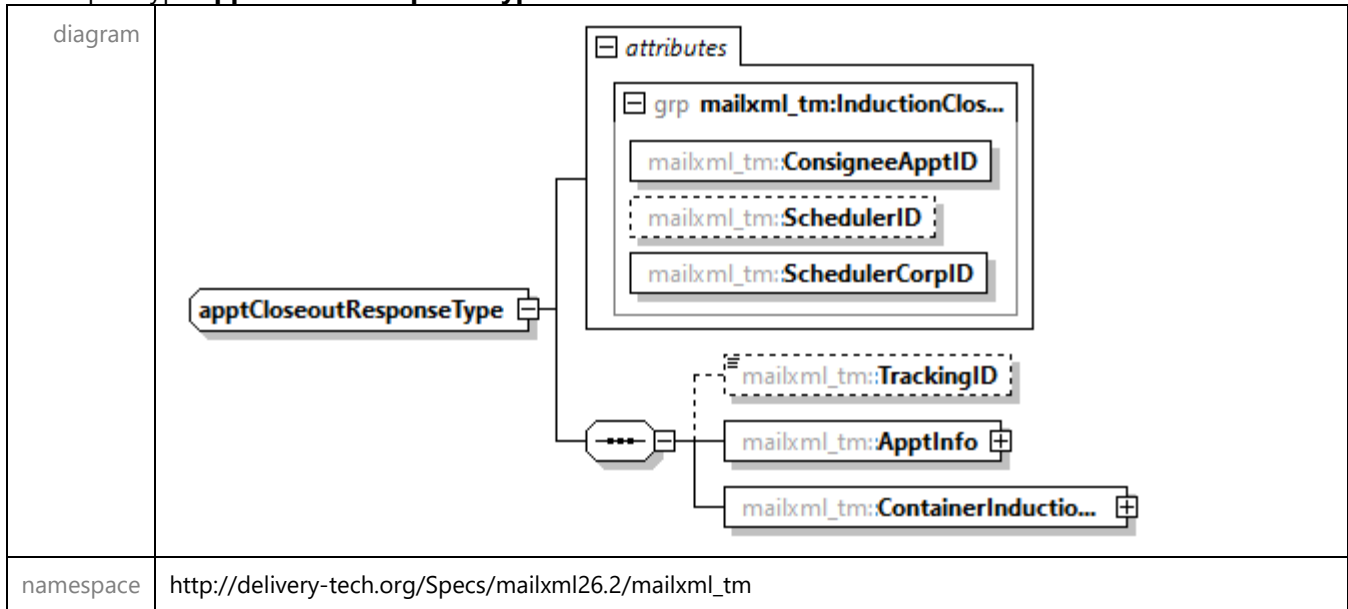 diagram
attributes
grp mailxml_tm:InductionClos...
mailxml_tm:ConsigneeApptID
mailxml_tm:SchedulerID
mailxml_tm:SchedulerCorpID
apptCloseoutResponseType
mailxml_tm:TrackingID
mailxml_tm:ApptInfo
mailxml_tm:ContainerInductio...
namespace http://delivery-tech.org/Specs/mailxml26.2/mailxml_tm